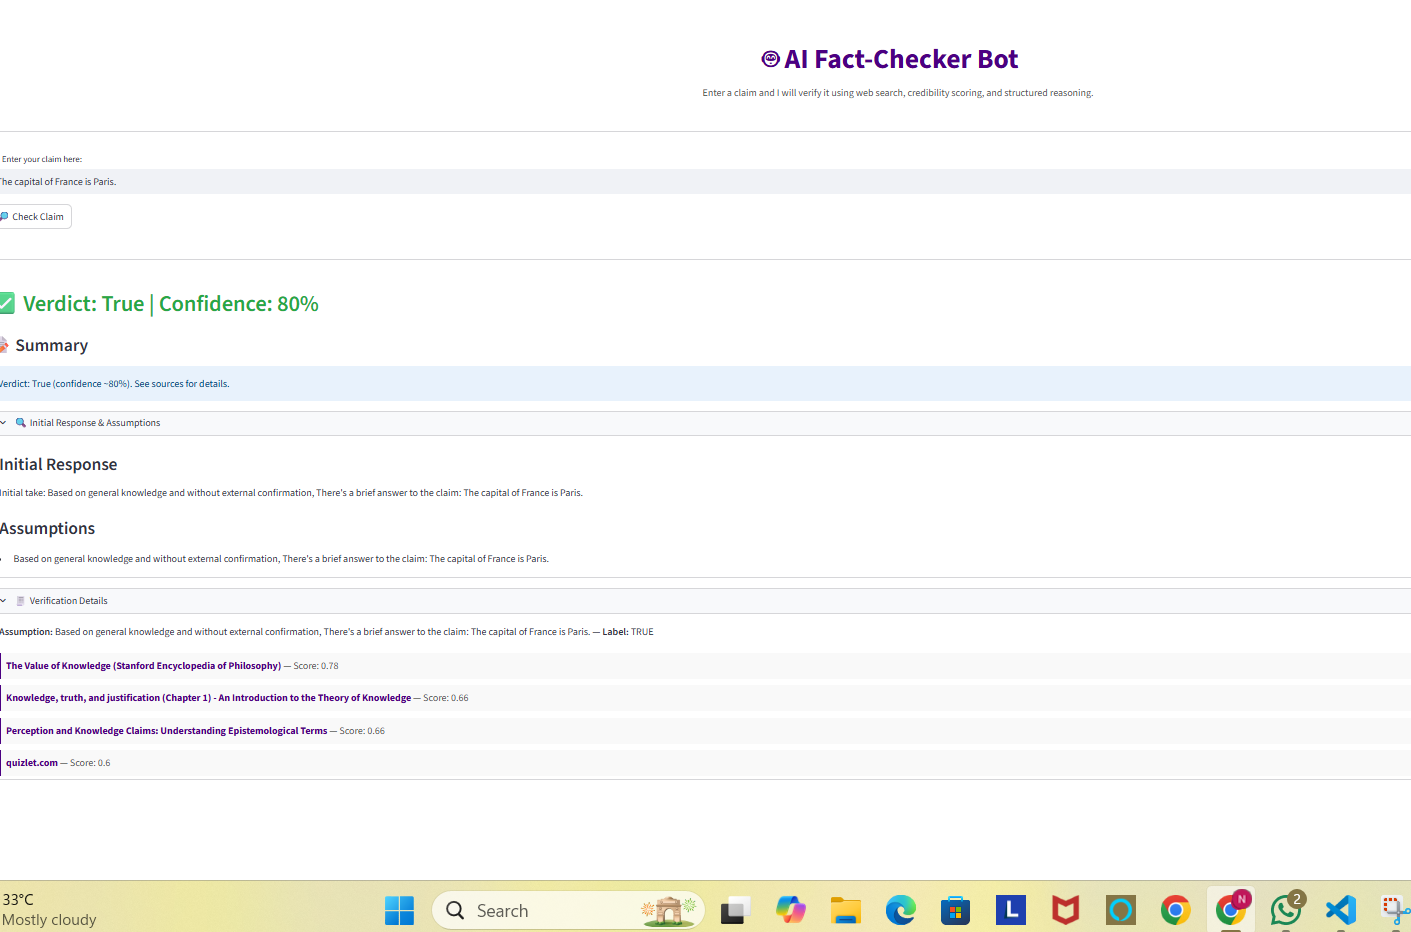 AI Fact-Checker Bot
Enter a claim and I will verify it using web search, credibility scoring, and structured reasoning.
Enter your claim here:
The capital of France is Paris.
Check Claim
Verdict: True | Confidence: 80%
Summary
Verdict: True (confidence ~80%). See sources for details.
Initial Response & Assumptions
Initial Response
Initial take: Based on general knowledge and without external confirmation, There's a brief answer to the claim: The capital of France is Paris.
Assumptions
Based on general knowledge and without external confirmation, There's a brief answer to the claim: The capital of France is Paris.
Verification Details
Assumption: Based on general knowledge and without external confirmation, There's a brief answer to the claim: The capital of France is Paris. — Label: TRUE
The Value of Knowledge (Stanford Encyclopedia of Philosophy) — Score: 0.78
Knowledge, truth, and justification (Chapter 1) - An Introduction to the Theory of Knowledge — Score: 0.66
Perception and Knowledge Claims: Understanding Epistemological Terms — Score: 0.66
quizlet.com — Score: 0.6
33°C
Mostly cloudy
Search
L
N
2